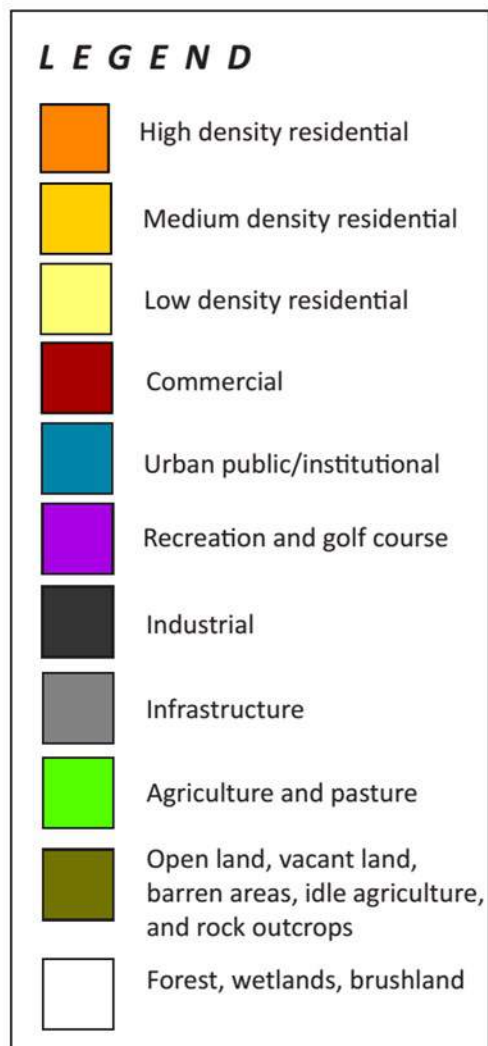 L E G E N D
High density residential
Medium density residential
Low density residential
Commercial
Urban public/institutional
Recreation and golf course
Industrial
Infrastructure
Agriculture and pasture
Open land, vacant land,
barren areas, idle agriculture,
and rock outcrops
Forest, wetlands, brushland